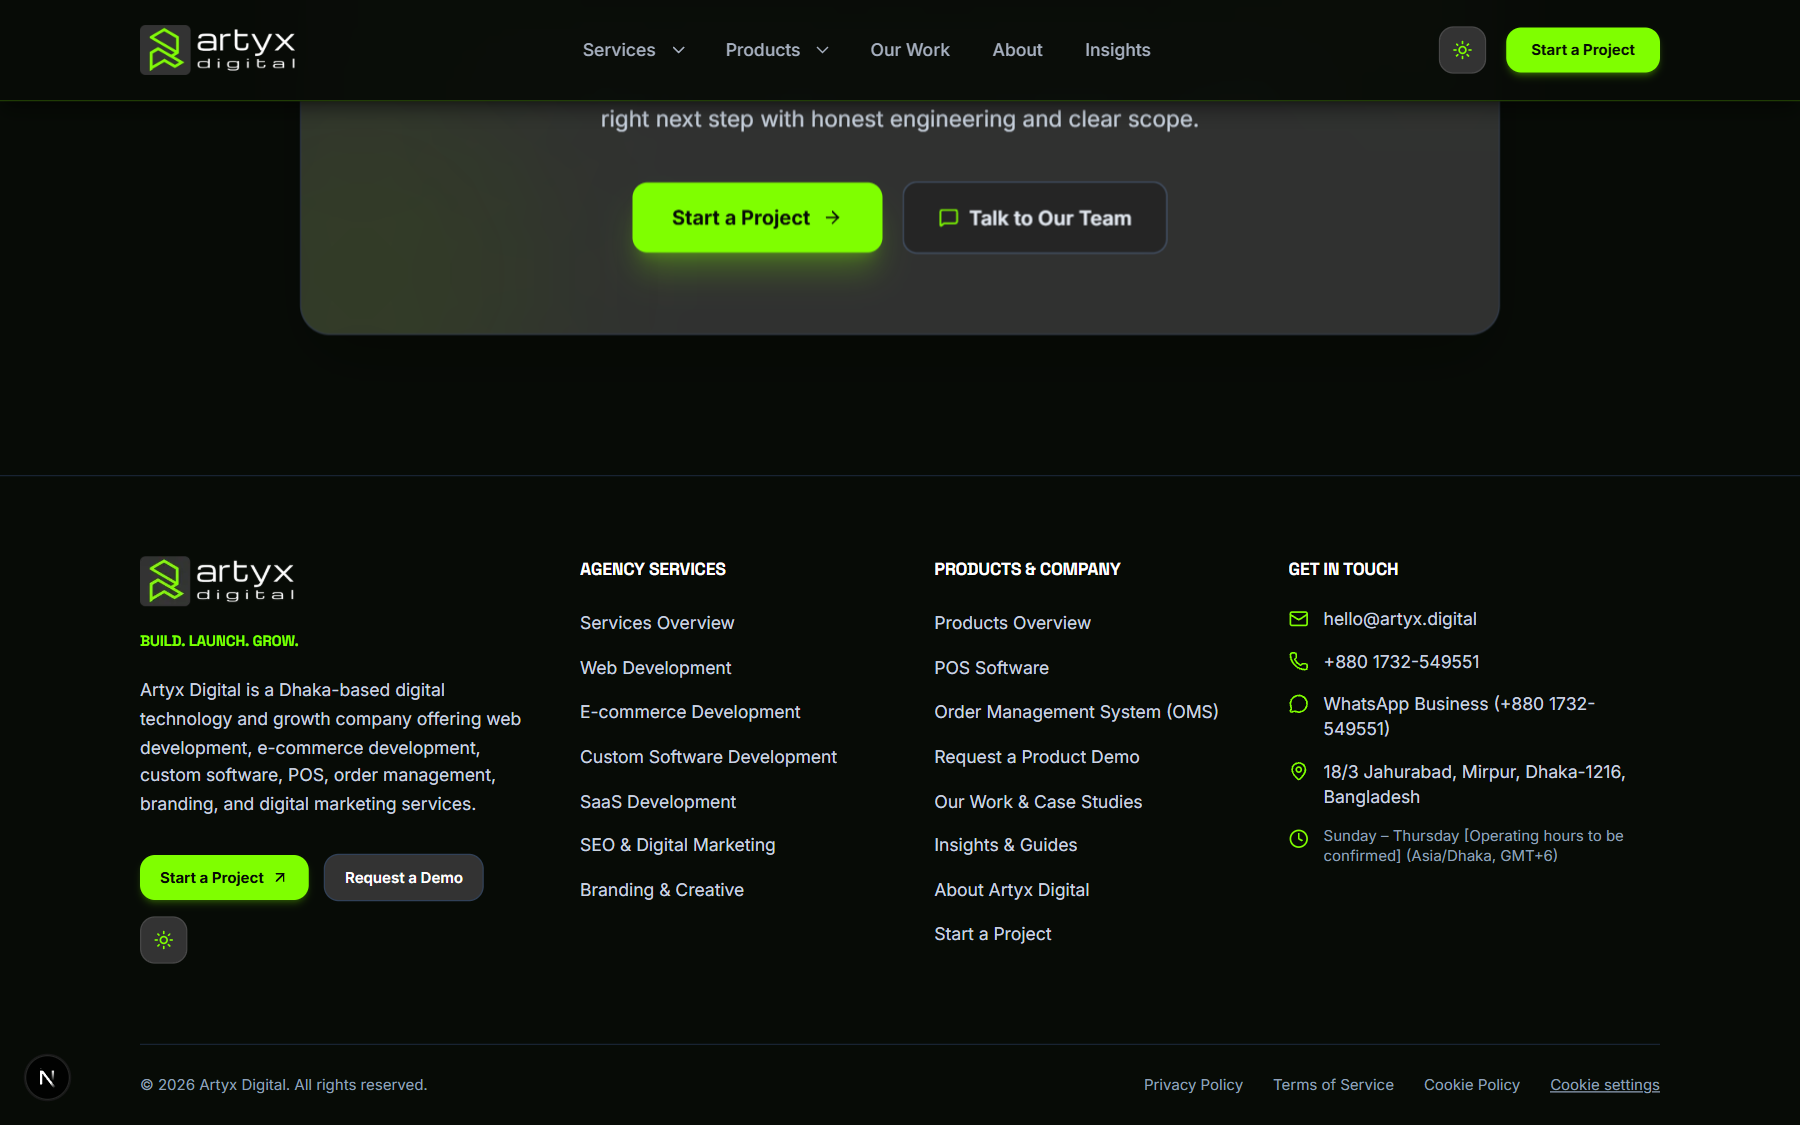 artyx
digital
Services
Products
Our Work
About
Insights
Start a Project
right next step with honest engineering and clear scope.
Start a Project
Talk to Our Team
artyx
digital
BUILD. LAUNCH. GROW.
Artyx Digital is a Dhaka-based digital
technology and growth company offering web
development, e-commerce development,
custom software, POS, order management,
branding, and digital marketing services.
Start a Project
Request a Demo
AGENCY SERVICES
Services Overview
Web Development
E-commerce Development
Custom Software Development
SaaS Development
SEO & Digital Marketing
Branding & Creative
PRODUCTS & COMPANY
Products Overview
POS Software
Order Management System (OMS)
Request a Product Demo
Our Work & Case Studies
Insights & Guides
About Artyx Digital
Start a Project
GET IN TOUCH
hello@artyx.digital
+880 1732-549551
WhatsApp Business (+880 1732-
549551)
18/3 Jahurabad, Mirpur, Dhaka-1216,
Bangladesh
Sunday – Thursday [Operating hours to be
confirmed] (Asia/Dhaka, GMT+6)
N
© 2026 Artyx Digital. All rights reserved.
Privacy Policy
Terms of Service
Cookie Policy
Cookie settings